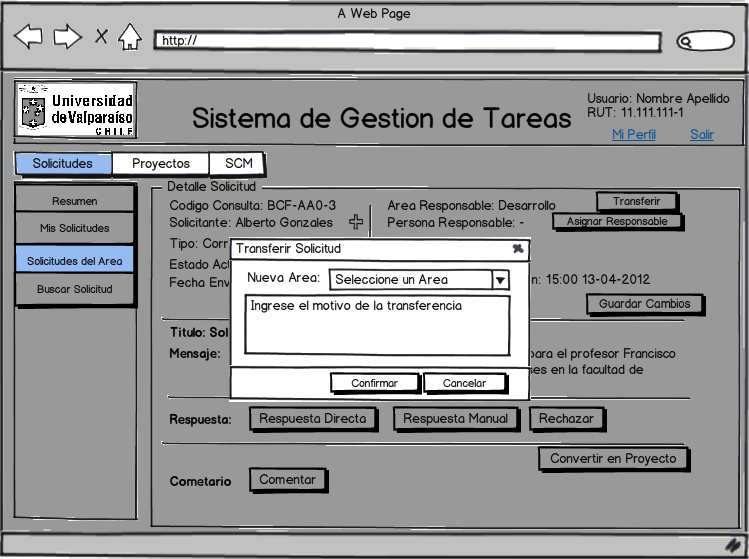 A Web Page
http://
Universidad
de Valparaíso
CHILE
Sistema de Gestion de Tareas
Usuario: Nombre Apellido
RUT: 11.111.111-1
Mi Perfil Salir
Solicitudes Proyectos SCM
Resumen
Mis Solicitudes
Solicitudes del Area
Buscar Solicitud
Detalle Solicitud
Codigo Consulta: BCF-AA0-3 Area Responsable: Desarrollo Transferir
Solicitante: Alberto Gonzales Persona Responsable: - Asignar Responsable
Tipo: Corr
Estado Act
Fecha Env n: 15:00 13-04-2012
Guardar Cambios
Transferir Solicitud
Nueva Area: Seleccione un Area
Ingrese el motivo de la transferencia
Confirmar Cancelar
Titulo: Sol
Mensaje: para el profesor Francisco
es en la facultad de
Respuesta: Respuesta Directa Respuesta Manual Rechazar
Convertir en Proyecto
Cometario Comentar